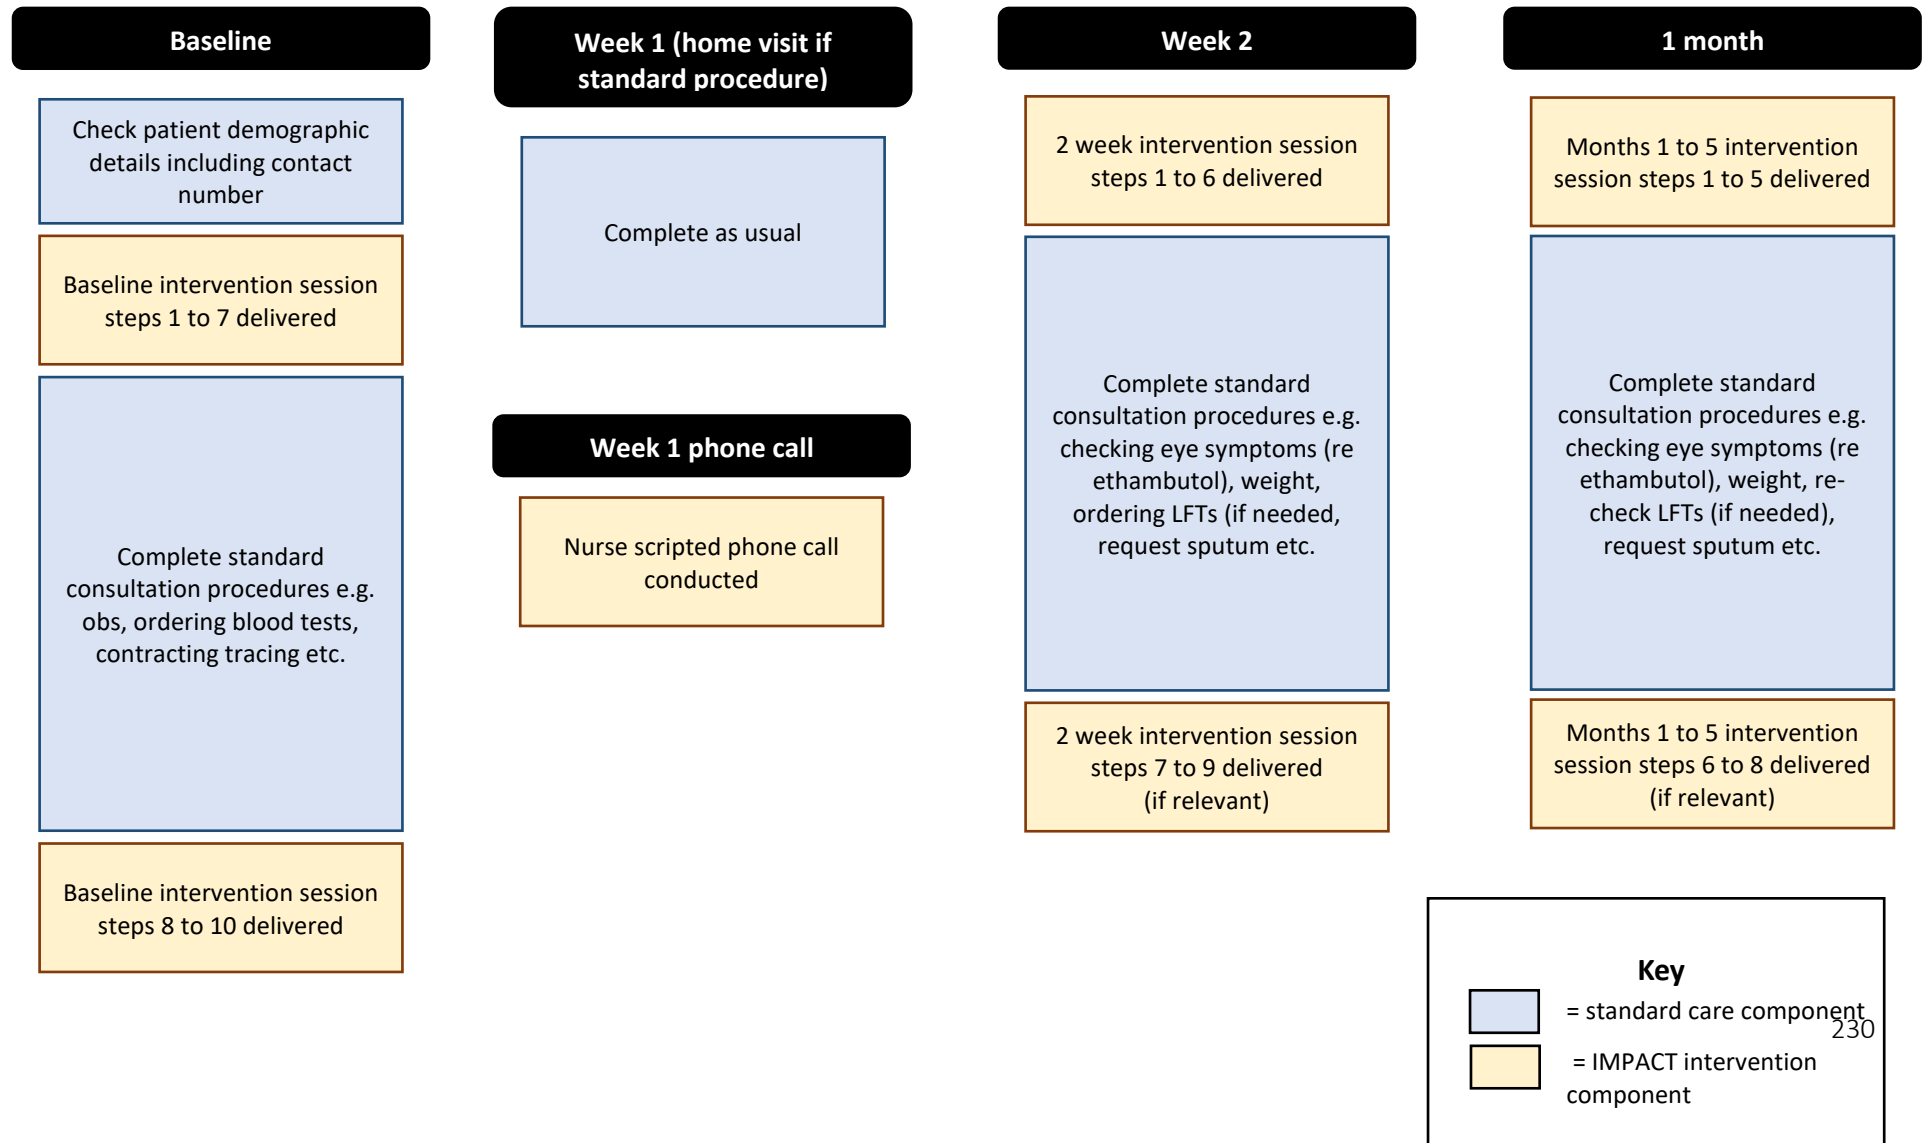 Baseline
Check patient demographic
details including contact
number
Baseline intervention session
steps 1 to 7 delivered
Complete standard
consultation procedures e.g.
obs, ordering blood tests,
contracting tracing etc.
Baseline intervention session
steps 8 to 10 delivered
Week 1 (home visit if
standard procedure)
Complete as usual
Week 1 phone call
Nurse scripted phone call
conducted
Week 2
2 week intervention session
steps 1 to 6 delivered
Complete standard
consultation procedures e.g.
checking eye symptoms (re
ethambutol), weight,
ordering LFTs (if needed,
request sputum etc.
2 week intervention session
steps 7 to 9 delivered
(if relevant)
1 month
Months 1 to 5 intervention
session steps 1 to 5 delivered
Complete standard
consultation procedures e.g.
checking eye symptoms (re
ethambutol), weight, re-
check LFTs (if needed),
request sputum etc.
Months 1 to 5 intervention
session steps 6 to 8 delivered
(if relevant)
Key
= standard care component
= IMPACT intervention
component
230